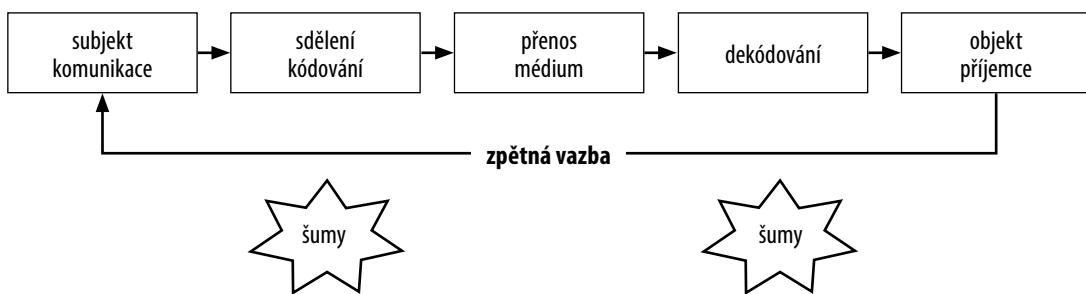 subjekt
komunikace
sdělení
kódování
přenos
médium
dekódování
objekt
příjemce
zpětná vazba
šumy
šumy